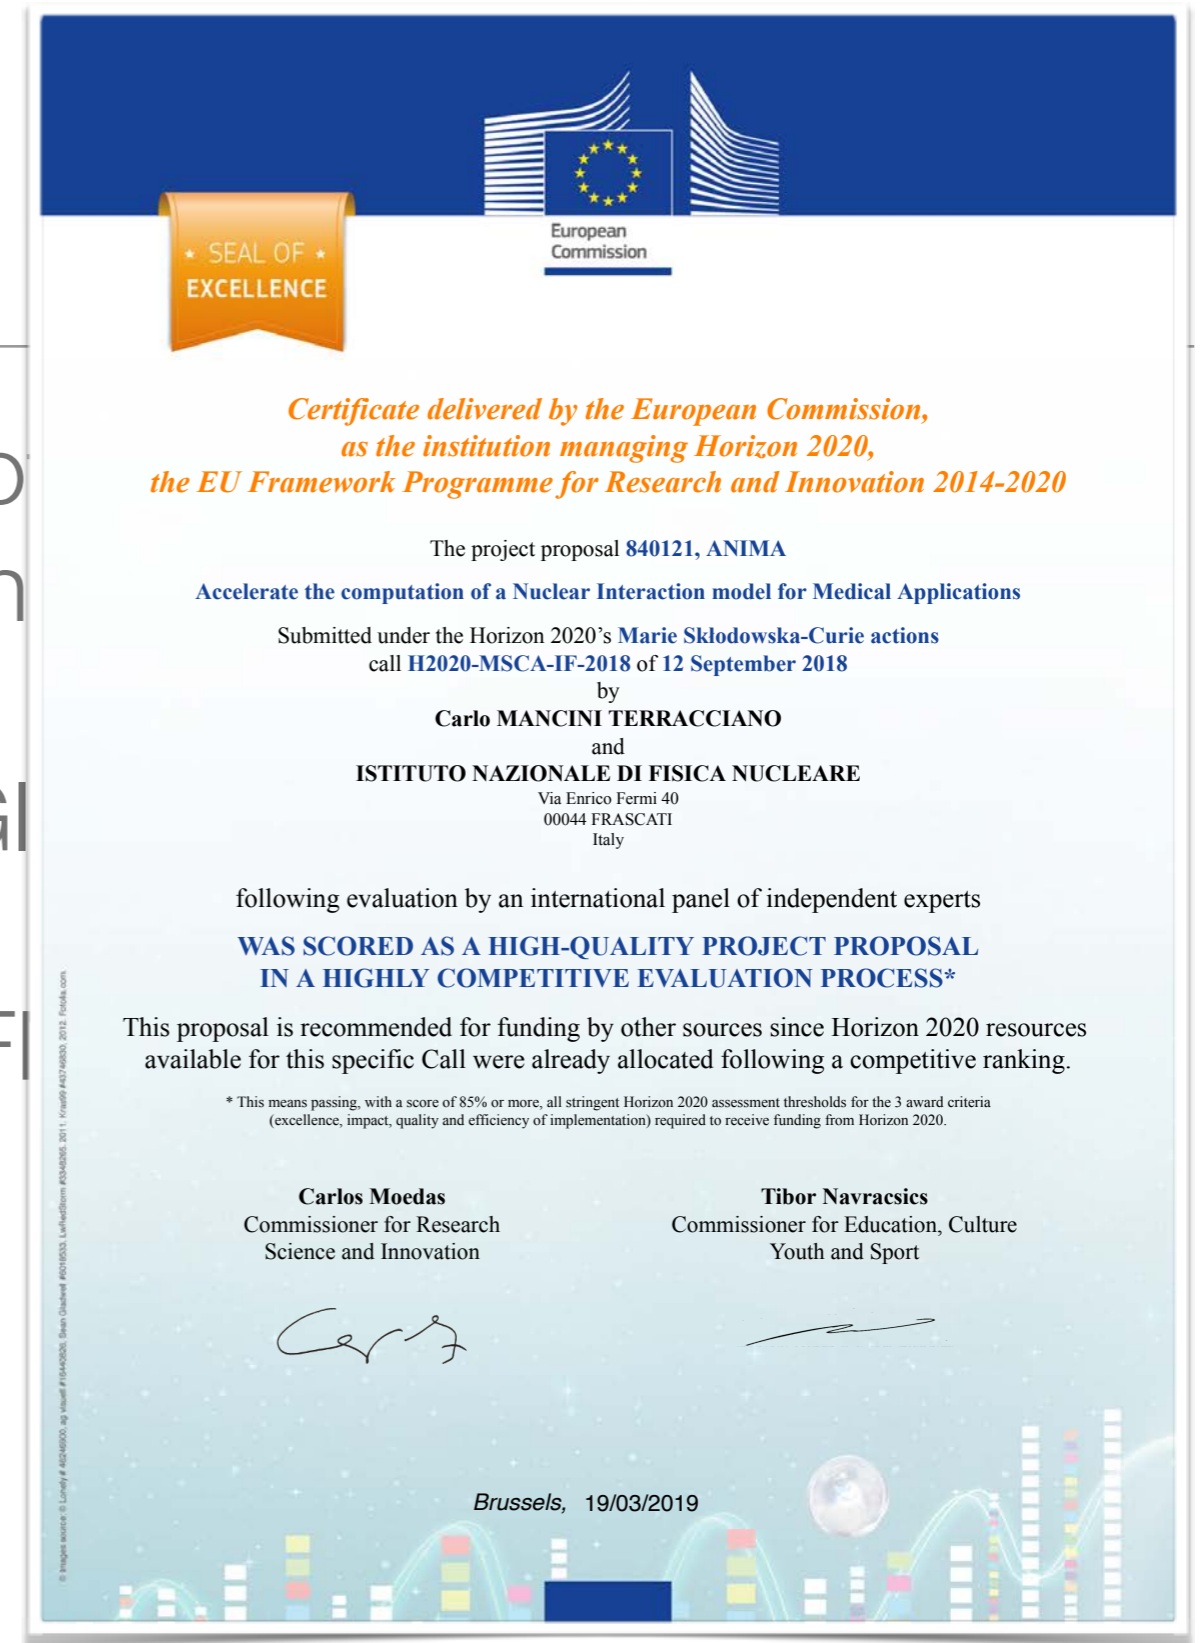 European
Commission
★ SEAL OF ★
EXCELLENCE
Certificate delivered by the European Commission,
as the institution managing Horizon 2020,
the EU Framework Programme for Research and Innovation 2014-2020
The project proposal 840121, ANIMA
Accelerate the computation of a Nuclear Interaction model for Medical Applications
Submitted under the Horizon 2020’s Marie Skłodowska-Curie actions
call H2020-MSCA-IF-2018 of 12 September 2018
by
Carlo MANCINI TERRACCIANO
and
ISTITUTO NAZIONALE DI FISICA NUCLEARE
Via Enrico Fermi 40
00044 FRASCATI
Italy
following evaluation by an international panel of independent experts
WAS SCORED AS A HIGH-QUALITY PROJECT PROPOSAL
IN A HIGHLY COMPETITIVE EVALUATION PROCESS*
This proposal is recommended for funding by other sources since Horizon 2020 resources
available for this specific Call were already allocated following a competitive ranking.
* This means passing, with a score of 85% or more, all stringent Horizon 2020 assessment thresholds for the 3 award criteria
(excellence, impact, quality and efficiency of implementation) required to receive funding from Horizon 2020.
Carlos Moedas
Commissioner for Research
Science and Innovation
Tibor Navracsics
Commissioner for Education, Culture
Youth and Sport
Brussels, 19/03/2019